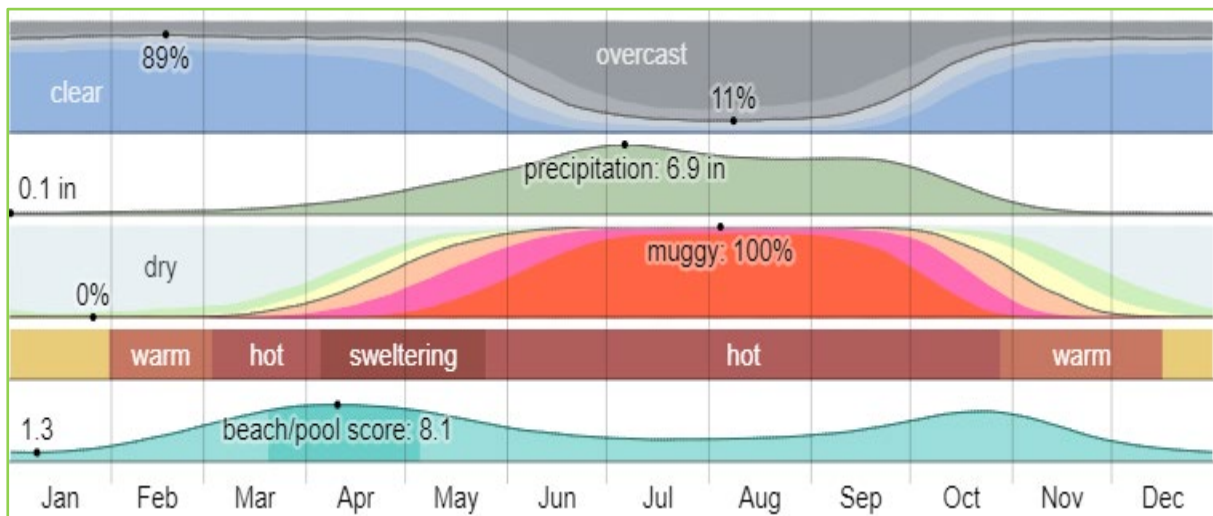 overcast
89%
clear
11%
precipitation: 6.9 in
0.1 in
muggy: 100%
dry
0%
warm hot sweltering hot warm
1.3
beach/pool score: 8.1
Jan Feb Mar Apr May Jun Jul Aug Sep Oct Nov Dec